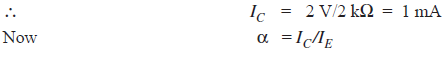 ∴ I_C = 2 V/2 kΩ = 1 mA
Now α = I_C/I_E